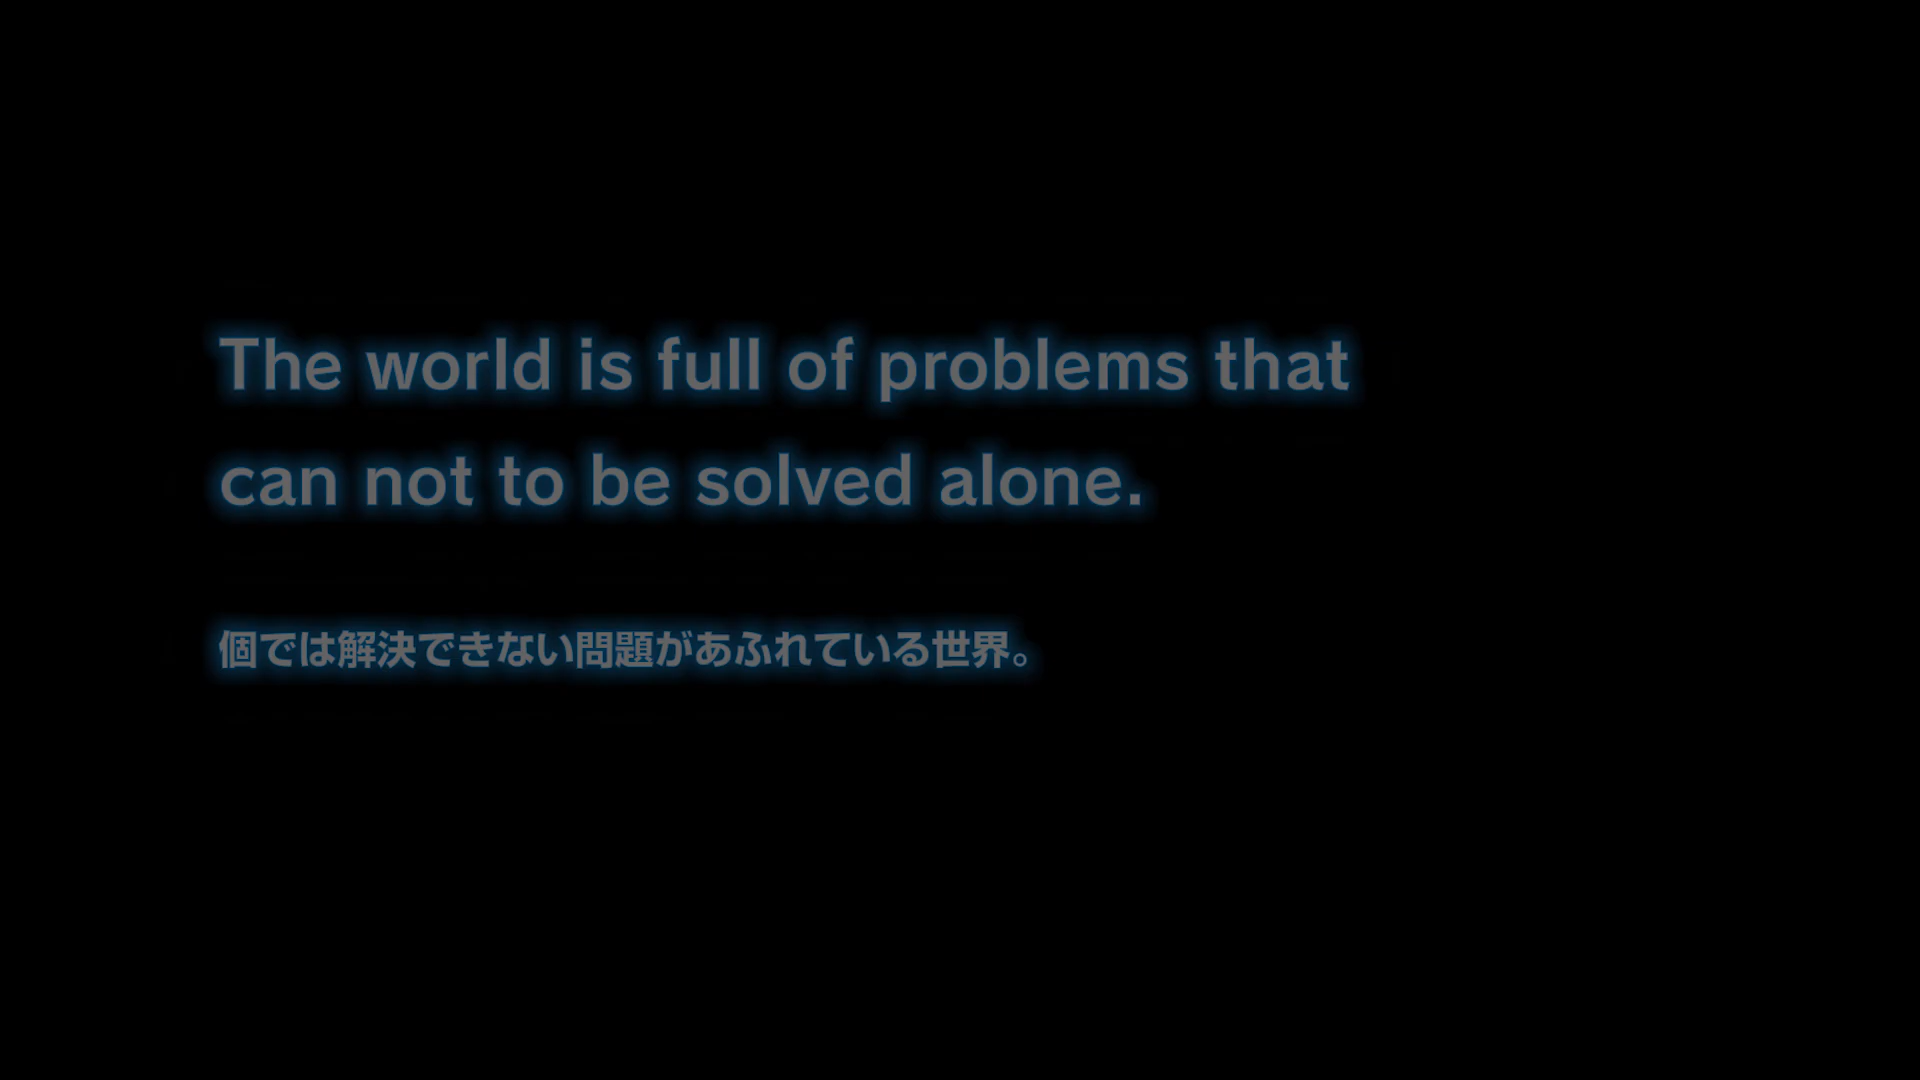 The world is full of problems that
can not to be solved alone.
個では解決できない問題があふれている世界。